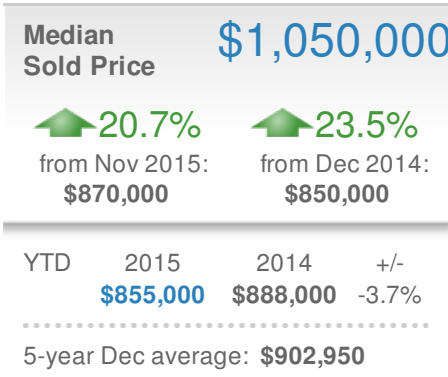 Median $1,050,000
Sold Price
20.7% 23.5%
from Nov 2015: from Dec 2014:
$870,000 $850,000
YTD 2015 2014 +/-
$855,000 $888,000 -3.7%
5-year Dec average: $902,950